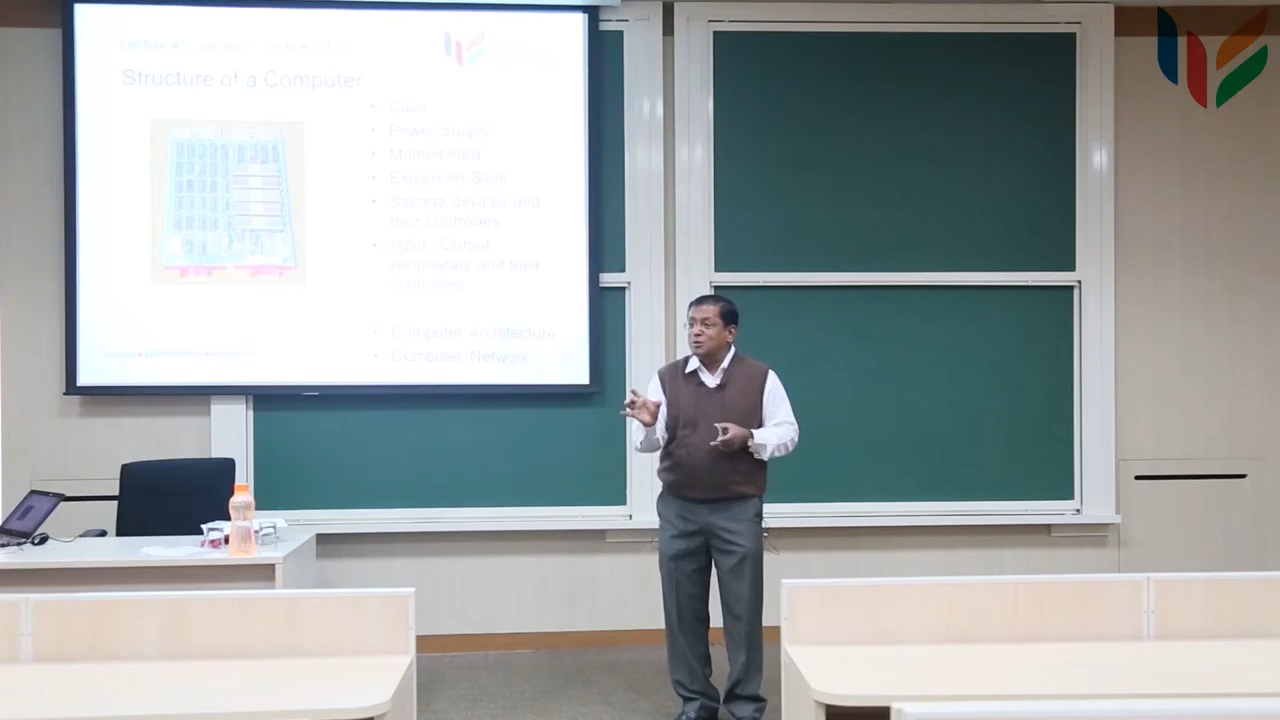 Structure of a Computer
• Case
• Power Supply
• Motherboard
• Expansion Slots
• Storage devices and
their controllers
• Input Output
peripherals and their
controllers
• Computer Architecture
• Computer Network